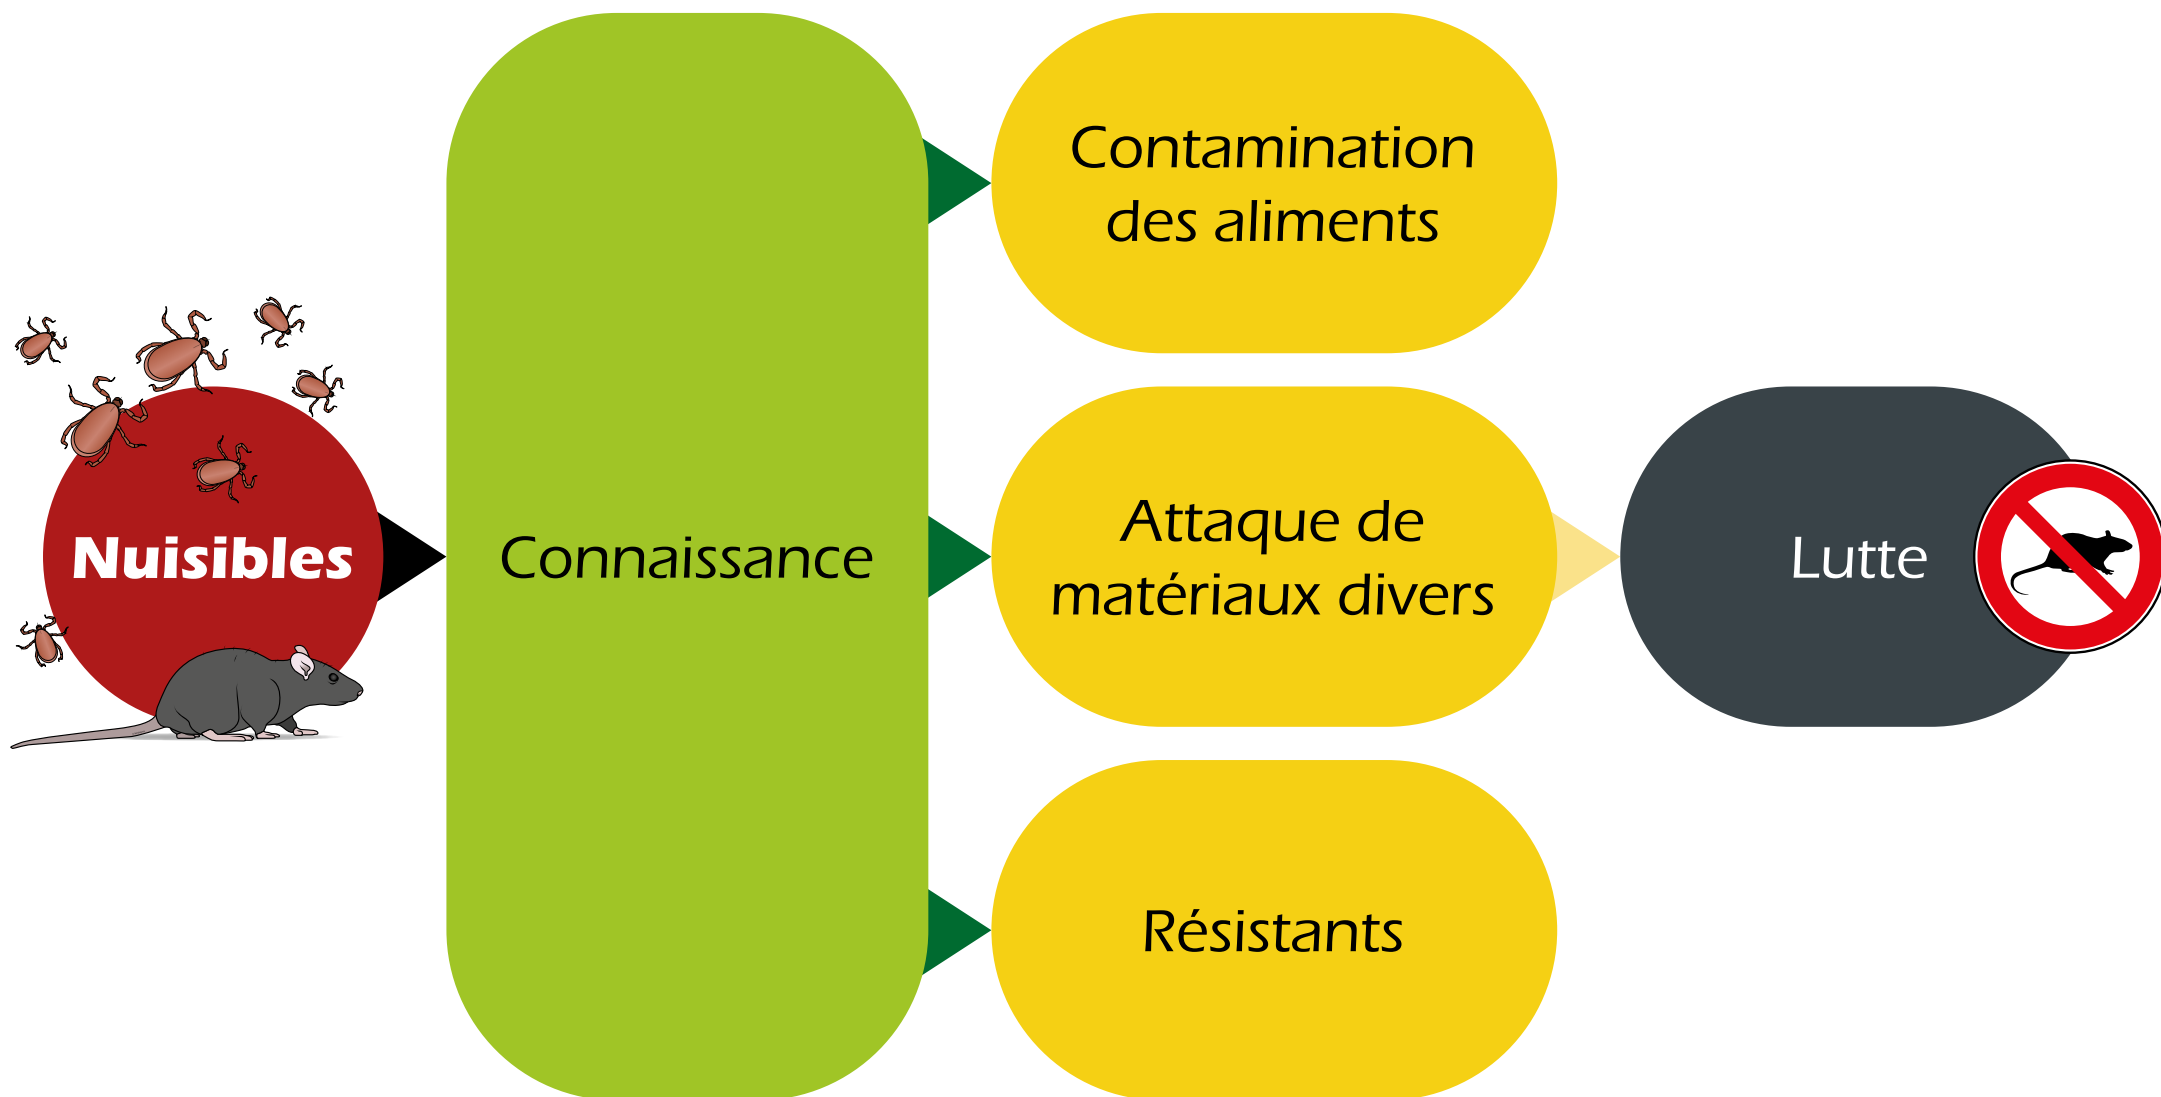 Nuisibles
Connaissance
Contamination
des aliments
Attaque de
matériaux divers
Résistants
Lutte